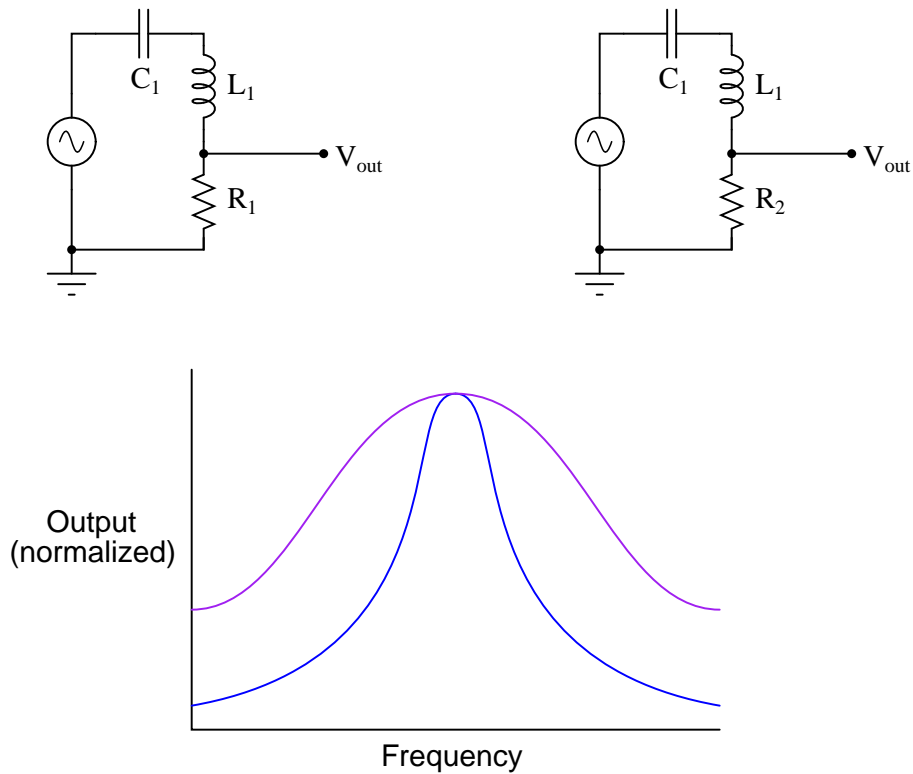 C1
L1
Vout
R1
C1
L1
Vout
R2
Output
(normalized)
Frequency